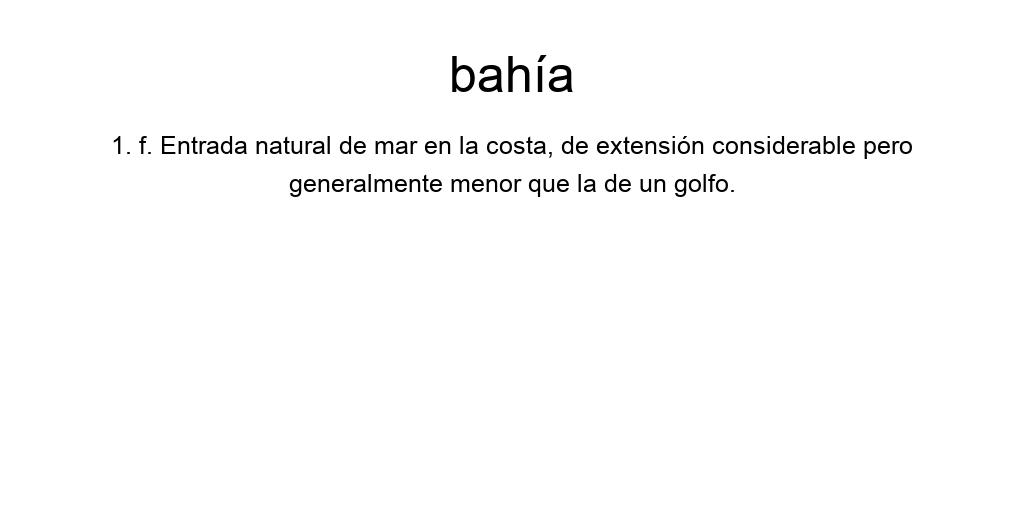 bahía
1. f. Entrada natural de mar en la costa, de extensión considerable pero
generalmente menor que la de un golfo.